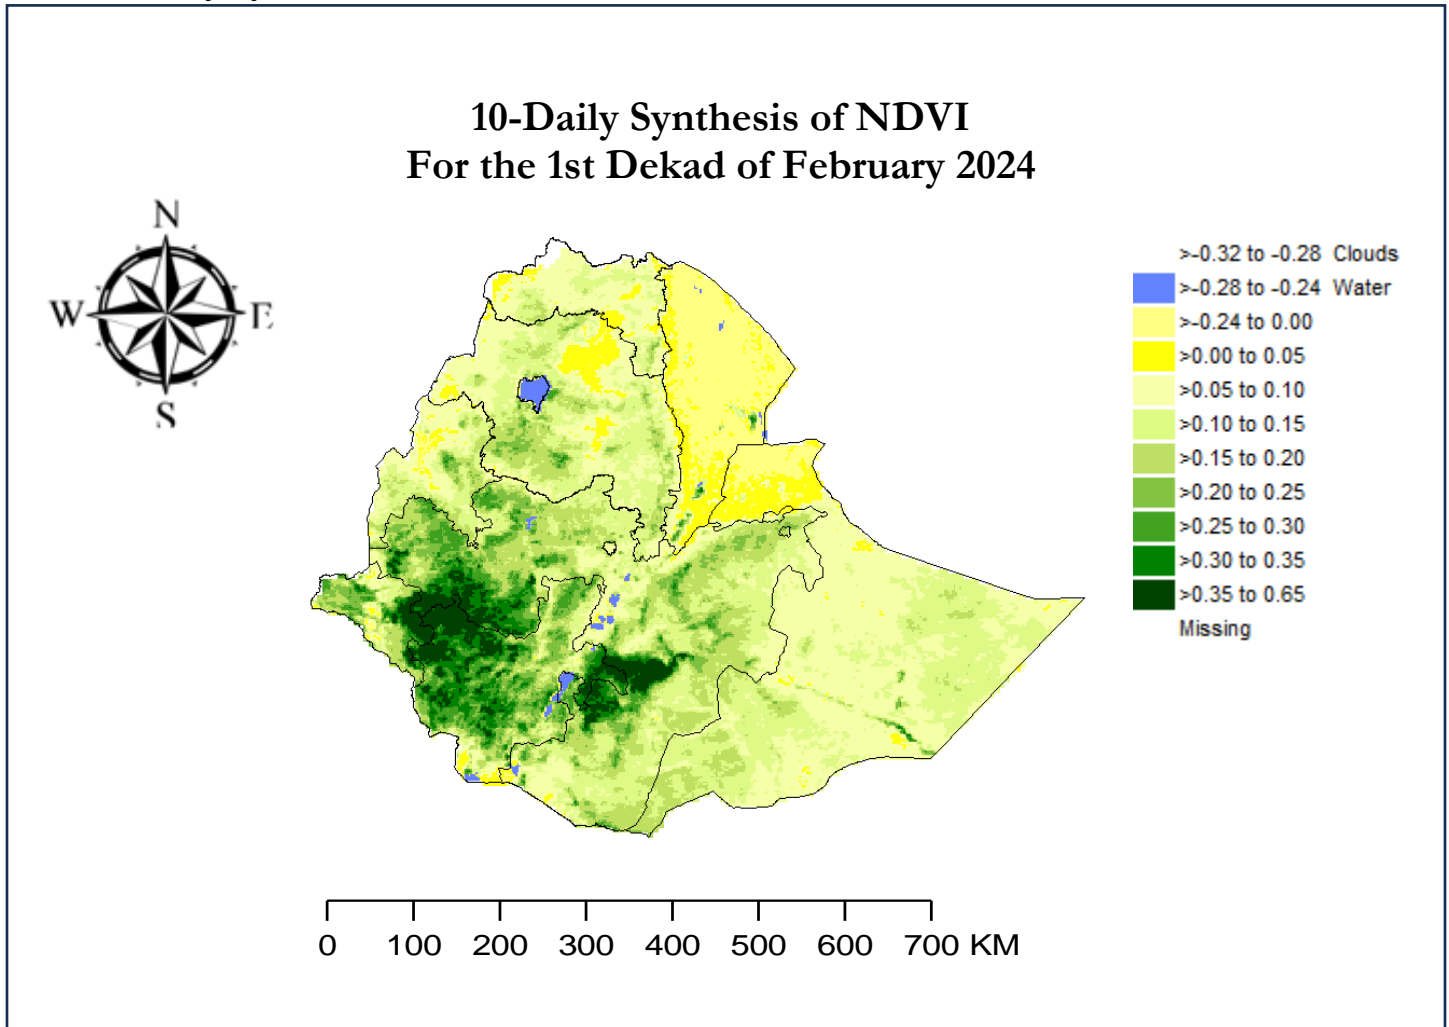 10-Daily Synthesis of NDVI
For the 1st Dekad of February 2024
N
W
E
S
>-0.32 to -0.28 Clouds
>-0.28 to -0.24 Water
>-0.24 to 0.00
>0.00 to 0.05
>0.05 to 0.10
>0.10 to 0.15
>0.15 to 0.20
>0.20 to 0.25
>0.25 to 0.30
>0.30 to 0.35
>0.35 to 0.65
Missing
0 100 200 300 400 500 600 700 KM